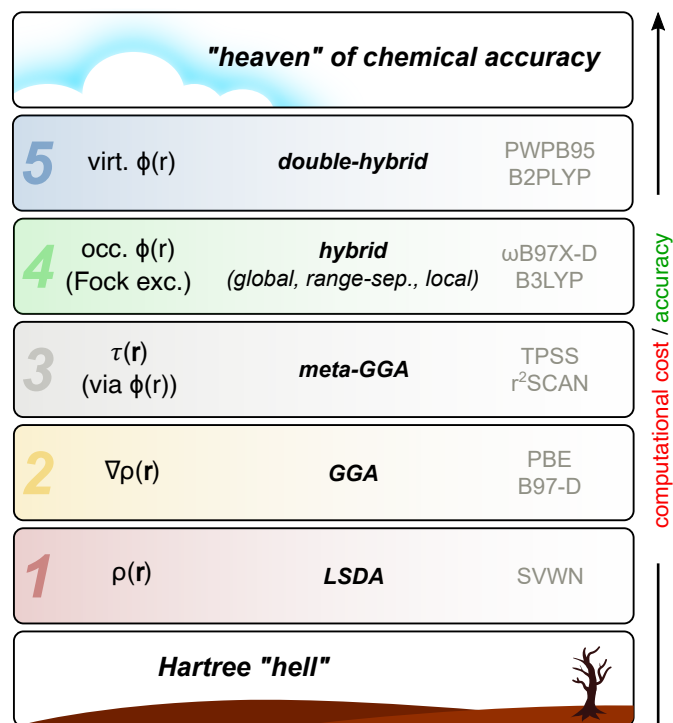 "heaven" of chemical accuracy
5 virt. ϕ(r) double-hybrid PWPB95
B2PLYP
4 occ. ϕ(r)
(Fock exc.) hybrid
(global, range-sep., local) ωB97X-D
B3LYP
3 τ(r)
(via ϕ(r)) meta-GGA TPSS
r²SCAN
2 ∇ρ(r) GGA PBE
B97-D
1 ρ(r) LSDA SVWN
Hartree "hell"
computational cost / accuracy